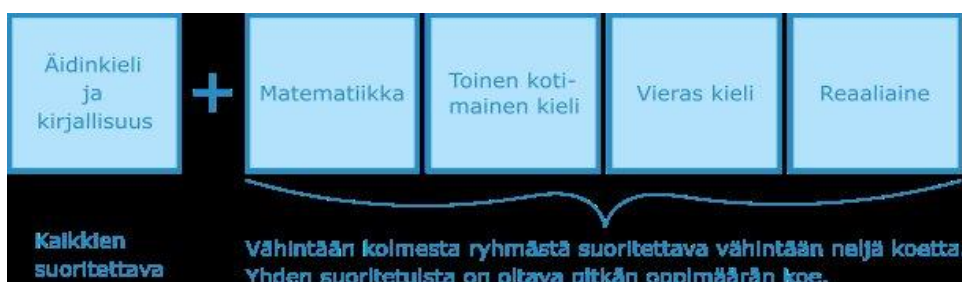 Äidinkieli
ja
kirjallisuus
+
Matematiikka
Toinen koti-
mainen kieli
Vieras kieli
Reaaliaine
Kaikkien
suoritettava
Vähintään kolmesta ryhmästä suoritettava vähintään neljä koetta.
Yhden suoritetuista on oltava pitkän oppimäärän koe.